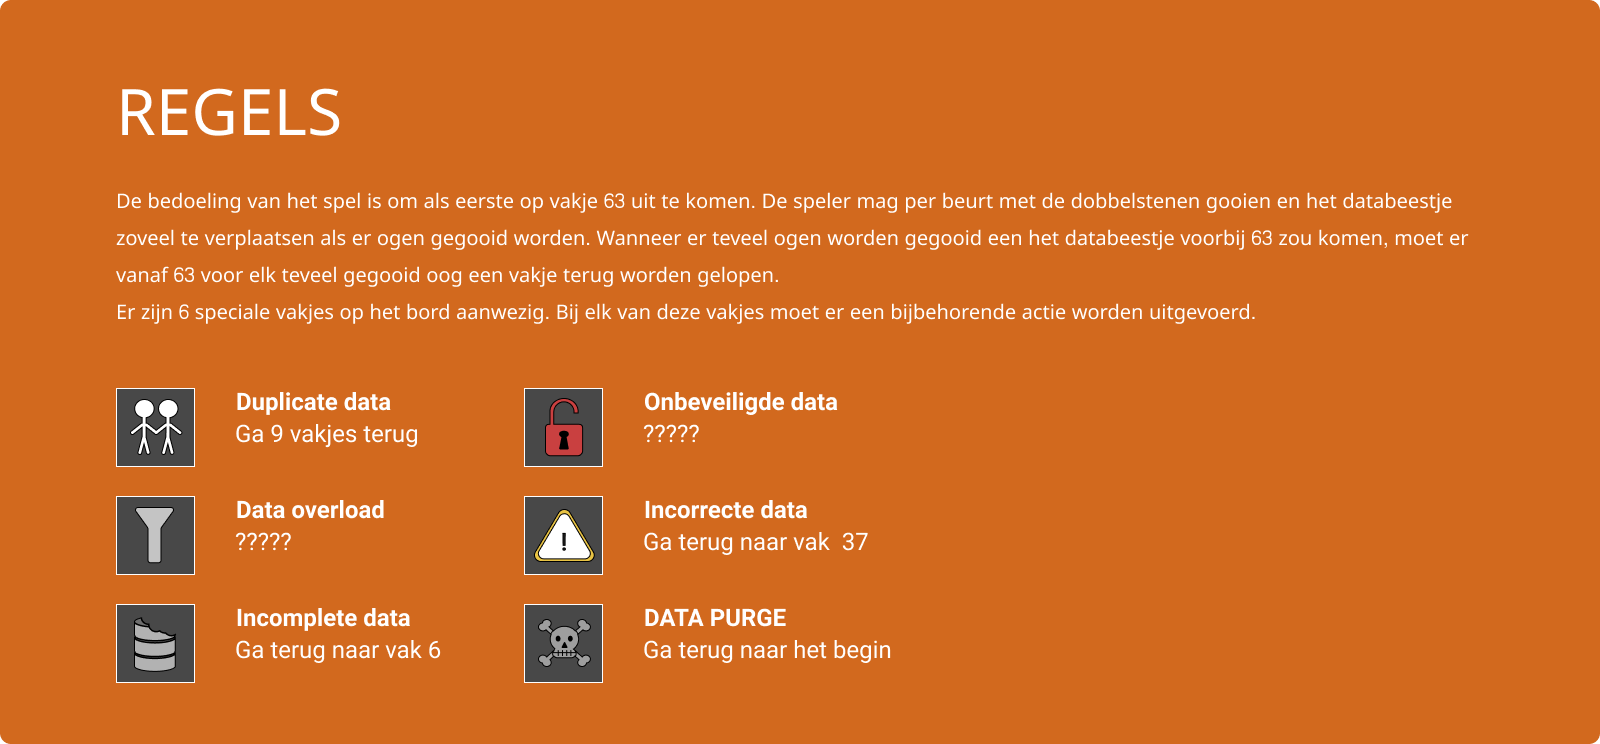 REGELS
De bedoeling van het spel is om als eerste op vakje 63 uit te komen. De speler mag per beurt met de dobbelstenen gooien en het databeestje
zoveel te verplaatsen als er ogen gegooid worden. Wanneer er teveel ogen worden gegooid een het databeestje voorbij 63 zou komen, moet er
vanaf 63 voor elk teveel gegooid oog een vakje terug worden gelopen.
Er zijn 6 speciale vakjes op het bord aanwezig. Bij elk van deze vakjes moet er een bijbehorende actie worden uitgevoerd.
Duplicate data
Ga 9 vakjes terug
Onbeveiligde data
?????
Data overload
?????
!
Incorrecte data
Ga terug naar vak  37
Incomplete data
Ga terug naar vak 6
DATA PURGE
Ga terug naar het begin